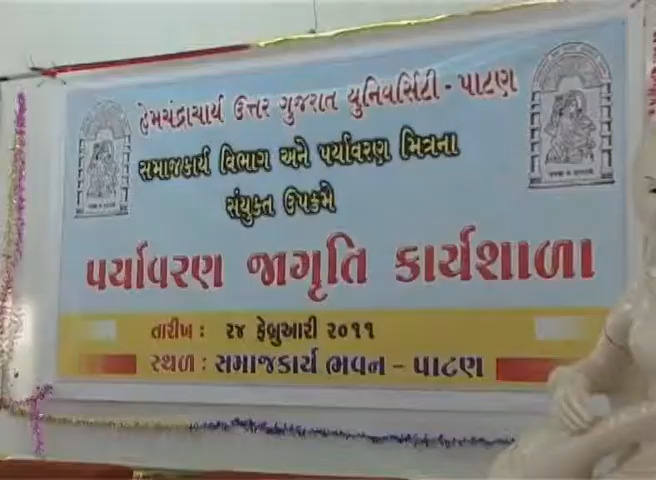 હેમચંદ્રાચાર્ય ઉત્તર ગુજરાત યુનિવર્સિટી - પાટણ
સમાજકાર્ય વિભાગ અને પર્યાવરણ મિત્રના
સંયુક્ત ઉપક્રમે
પર્યાવરણ જાગૃતિ કાર્યશાળા
તારીખ : ૨૪ ફેબ્રુઆરી ૨૦૧૧
સ્થળ : સમાજકાર્ય ભવન - પાટણ